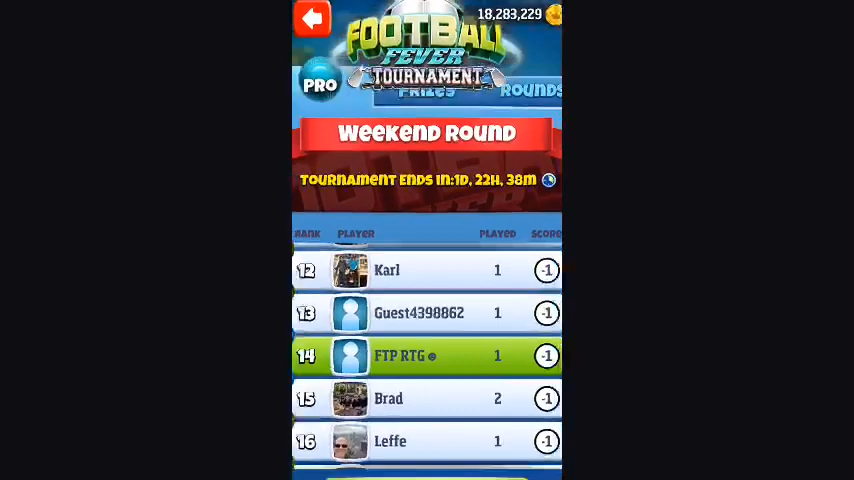 18,283,229
FOOTBALL
FEVER
TOURNAMENT
PRO
PRIZES
ROUNDS
WEEKEND ROUND
TOURNAMENT ENDS IN:1D, 22H, 38M
RANK PLAYER PLAYED SCORE
12 Karl 1 -1
13 Guest4398862 1 -1
14 FTP RTG 1 -1
15 Brad 2 -1
16 Leffe 1 -1